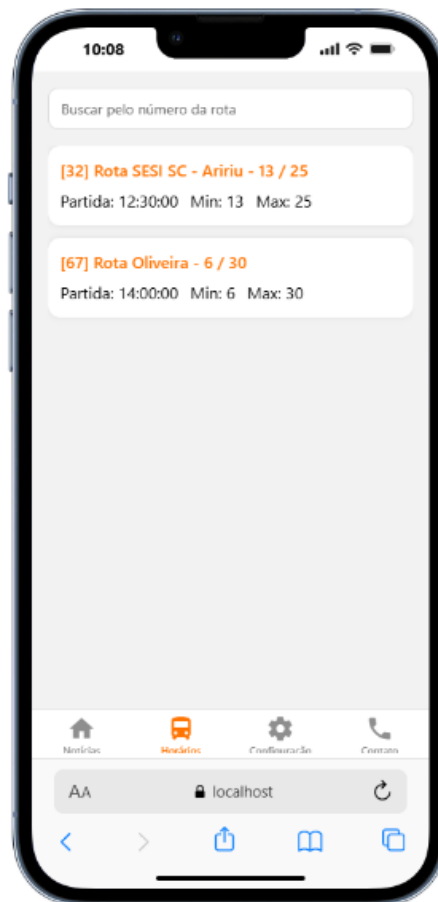 10:08
Buscar pelo número da rota
[32] Rota SESI SC - Aririu - 13 / 25
Partida: 12:30:00 Min: 13 Max: 25
[67] Rota Oliveira - 6 / 30
Partida: 14:00:00 Min: 6 Max: 30
Notícias Horários Configuração Contato
AA localhost